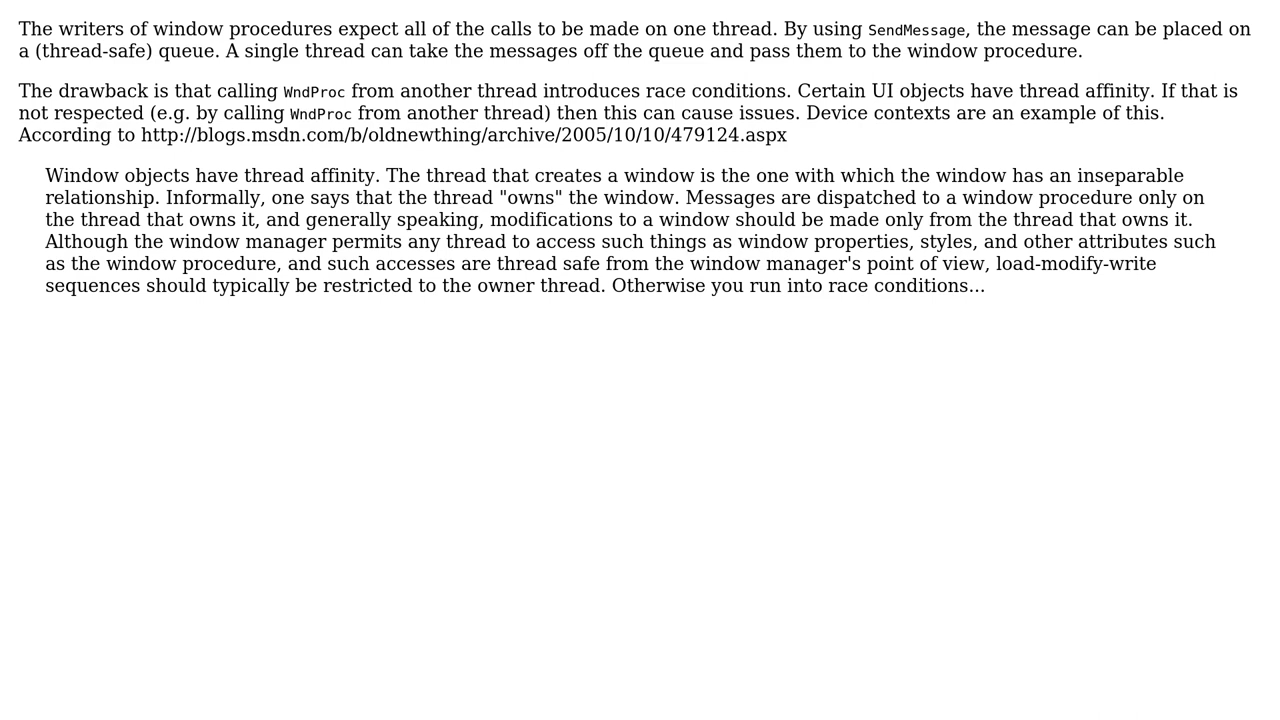 The writers of window procedures expect all of the calls to be made on one thread. By using SendMessage, the message can be placed on
a (thread-safe) queue. A single thread can take the messages off the queue and pass them to the window procedure.
The drawback is that calling WndProc from another thread introduces race conditions. Certain UI objects have thread affinity. If that is
not respected (e.g. by calling WndProc from another thread) then this can cause issues. Device contexts are an example of this.
According to http://blogs.msdn.com/b/oldnewthing/archive/2005/10/10/479124.aspx
Window objects have thread affinity. The thread that creates a window is the one with which the window has an inseparable
relationship. Informally, one says that the thread "owns" the window. Messages are dispatched to a window procedure only on
the thread that owns it, and generally speaking, modifications to a window should be made only from the thread that owns it.
Although the window manager permits any thread to access such things as window properties, styles, and other attributes such
as the window procedure, and such accesses are thread safe from the window manager's point of view, load-modify-write
sequences should typically be restricted to the owner thread. Otherwise you run into race conditions...